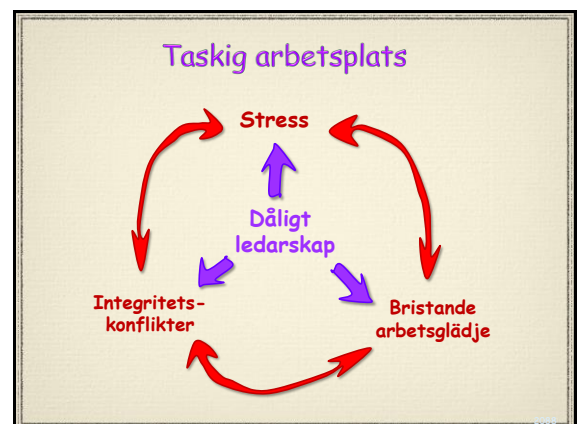 Taskig arbetsplats
Stress
Dåligt
ledarskap
Integritets-
konflikter
Bristande
arbetsglädje